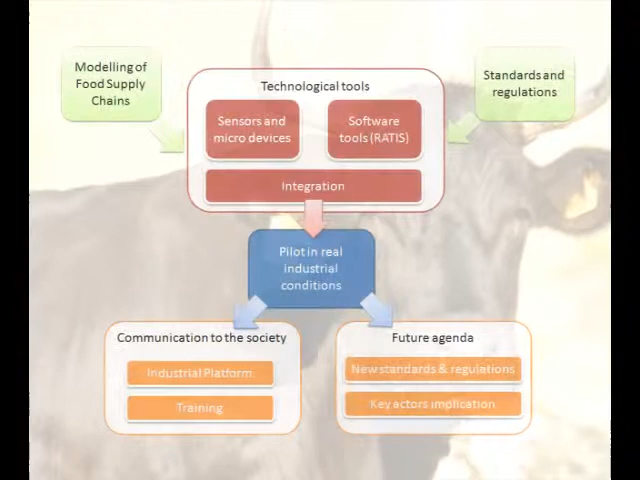 Modelling of
Food Supply
Chains
Technological tools
Standards and
regulations
Sensors and
micro devices
Software
tools (RATIS)
Integration
Pilot in real
industrial
conditions
Communication to the society
Industrial Platform
Training
Future agenda
New standards & regulations
Key actors implication